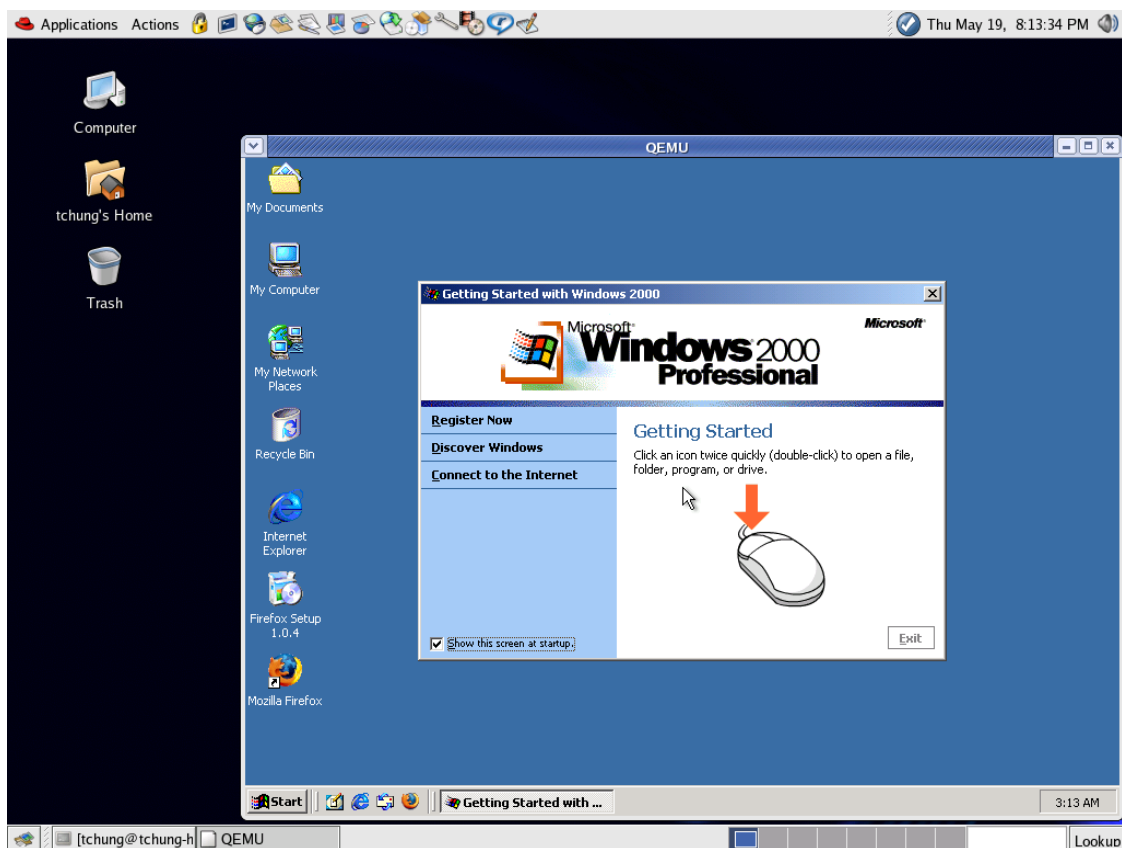 Applications Actions Thu May 19, 8:13:34 PM
Computer
tchung's Home
Trash
QEMU
My Documents
My Computer
My Network
Places
Recycle Bin
Internet
Explorer
Firefox Setup
1.0.4
Mozilla Firefox
Getting Started with Windows 2000
Microsoft
Microsoft
Windows 2000
Professional
Register Now
Discover Windows
Connect to the Internet
Getting Started
Click an icon twice quickly (double-click) to open a file,
folder, program, or drive.
Show this screen at startup.
Exit
Start
Getting Started with ...
3:13 AM
[tchung@tchung-h
QEMU
Lookup